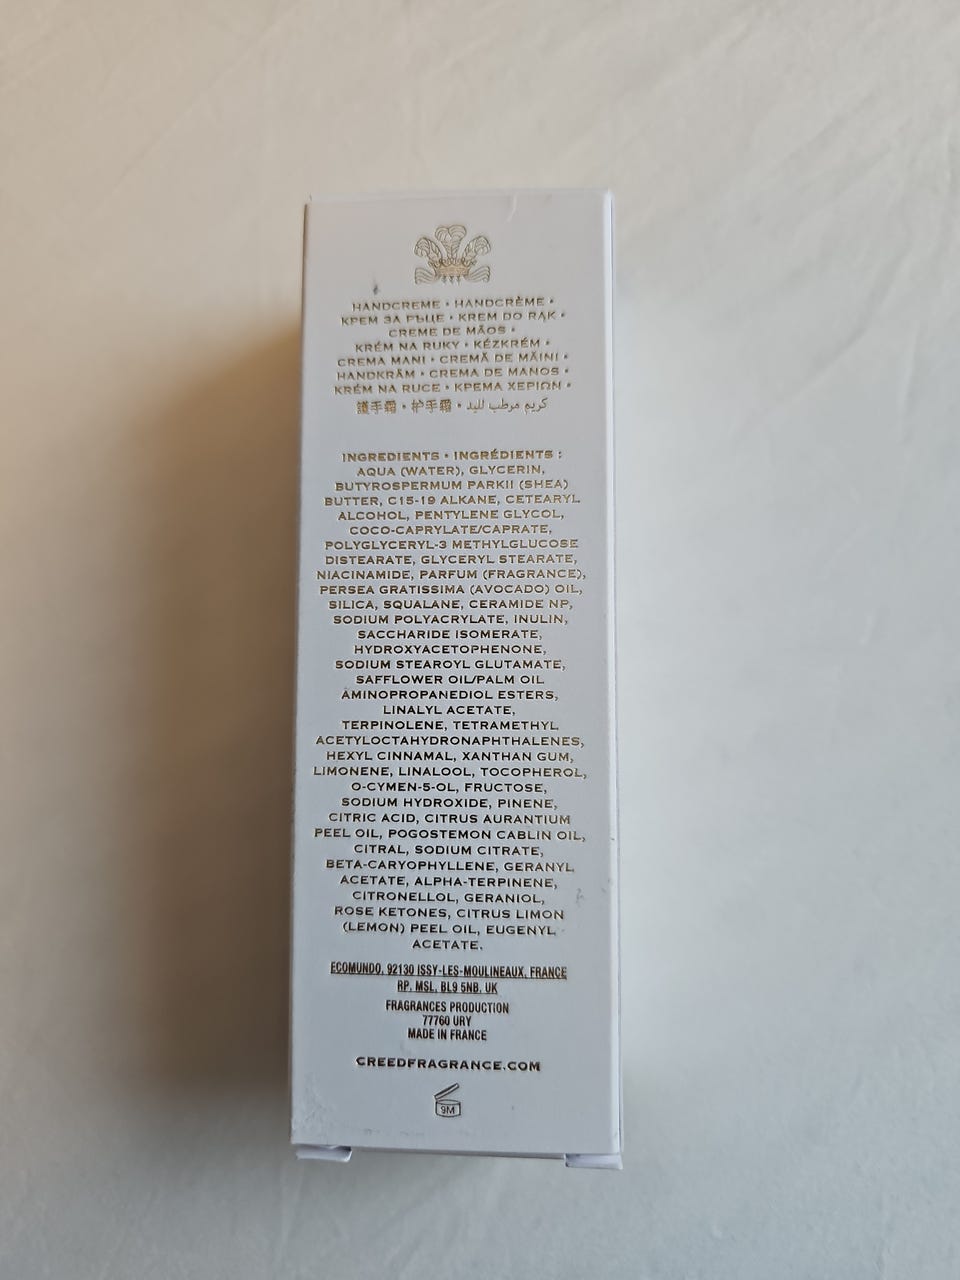 HANDCREME • HANDCRÈME •
КРЕМ ЗА РЪЦЕ • KREM DO RĄK •
CREME DE MÃOS •
KRÉM NA RUKY • KÉZKRÉM •
CREMA MANI • CREMĂ DE MÂINI •
HANDKRÄM • CREMA DE MANOS •
KRÉM NA RUCE • ΚΡΕΜΑ ΧΕΡΙΩΝ •
護手霜 • 护手霜 • كريم مرطب لليد
INGREDIENTS • INGRÉDIENTS :
AQUA (WATER), GLYCERIN,
BUTYROSPERMUM PARKII (SHEA)
BUTTER, C15-19 ALKANE, CETEARYL
ALCOHOL, PENTYLENE GLYCOL,
COCO-CAPRYLATE/CAPRATE,
POLYGLYCERYL-3 METHYLGLUCOSE
DISTEARATE, GLYCERYL STEARATE,
NIACINAMIDE, PARFUM (FRAGRANCE),
PERSEA GRATISSIMA (AVOCADO) OIL,
SILICA, SQUALANE, CERAMIDE NP,
SODIUM POLYACRYLATE, INULIN,
SACCHARIDE ISOMERATE,
HYDROXYACETOPHENONE,
SODIUM STEAROYL GLUTAMATE,
SAFFLOWER OIL/PALM OIL
AMINOPROPANEDIOL ESTERS,
LINALYL ACETATE,
TERPINOLENE, TETRAMETHYL
ACETYLOCTAHYDRONAPHTHALENES,
HEXYL CINNAMAL, XANTHAN GUM,
LIMONENE, LINALOOL, TOCOPHEROL,
O-CYMEN-5-OL, FRUCTOSE,
SODIUM HYDROXIDE, PINENE,
CITRIC ACID, CITRUS AURANTIUM
PEEL OIL, POGOSTEMON CABLIN OIL,
CITRAL, SODIUM CITRATE,
BETA-CARYOPHYLLENE, GERANYL
ACETATE, ALPHA-TERPINENE,
CITRONELLOL, GERANIOL,
ROSE KETONES, CITRUS LIMON
(LEMON) PEEL OIL, EUGENYL
ACETATE.
ECOMUNDO, 92130 ISSY-LES-MOULINEAUX, FRANCE
RP, MSL, BL9 5NB, UK
FRAGRANCES PRODUCTION
77760 URY
MADE IN FRANCE
CREEDFRAGRANCE.COM
9M